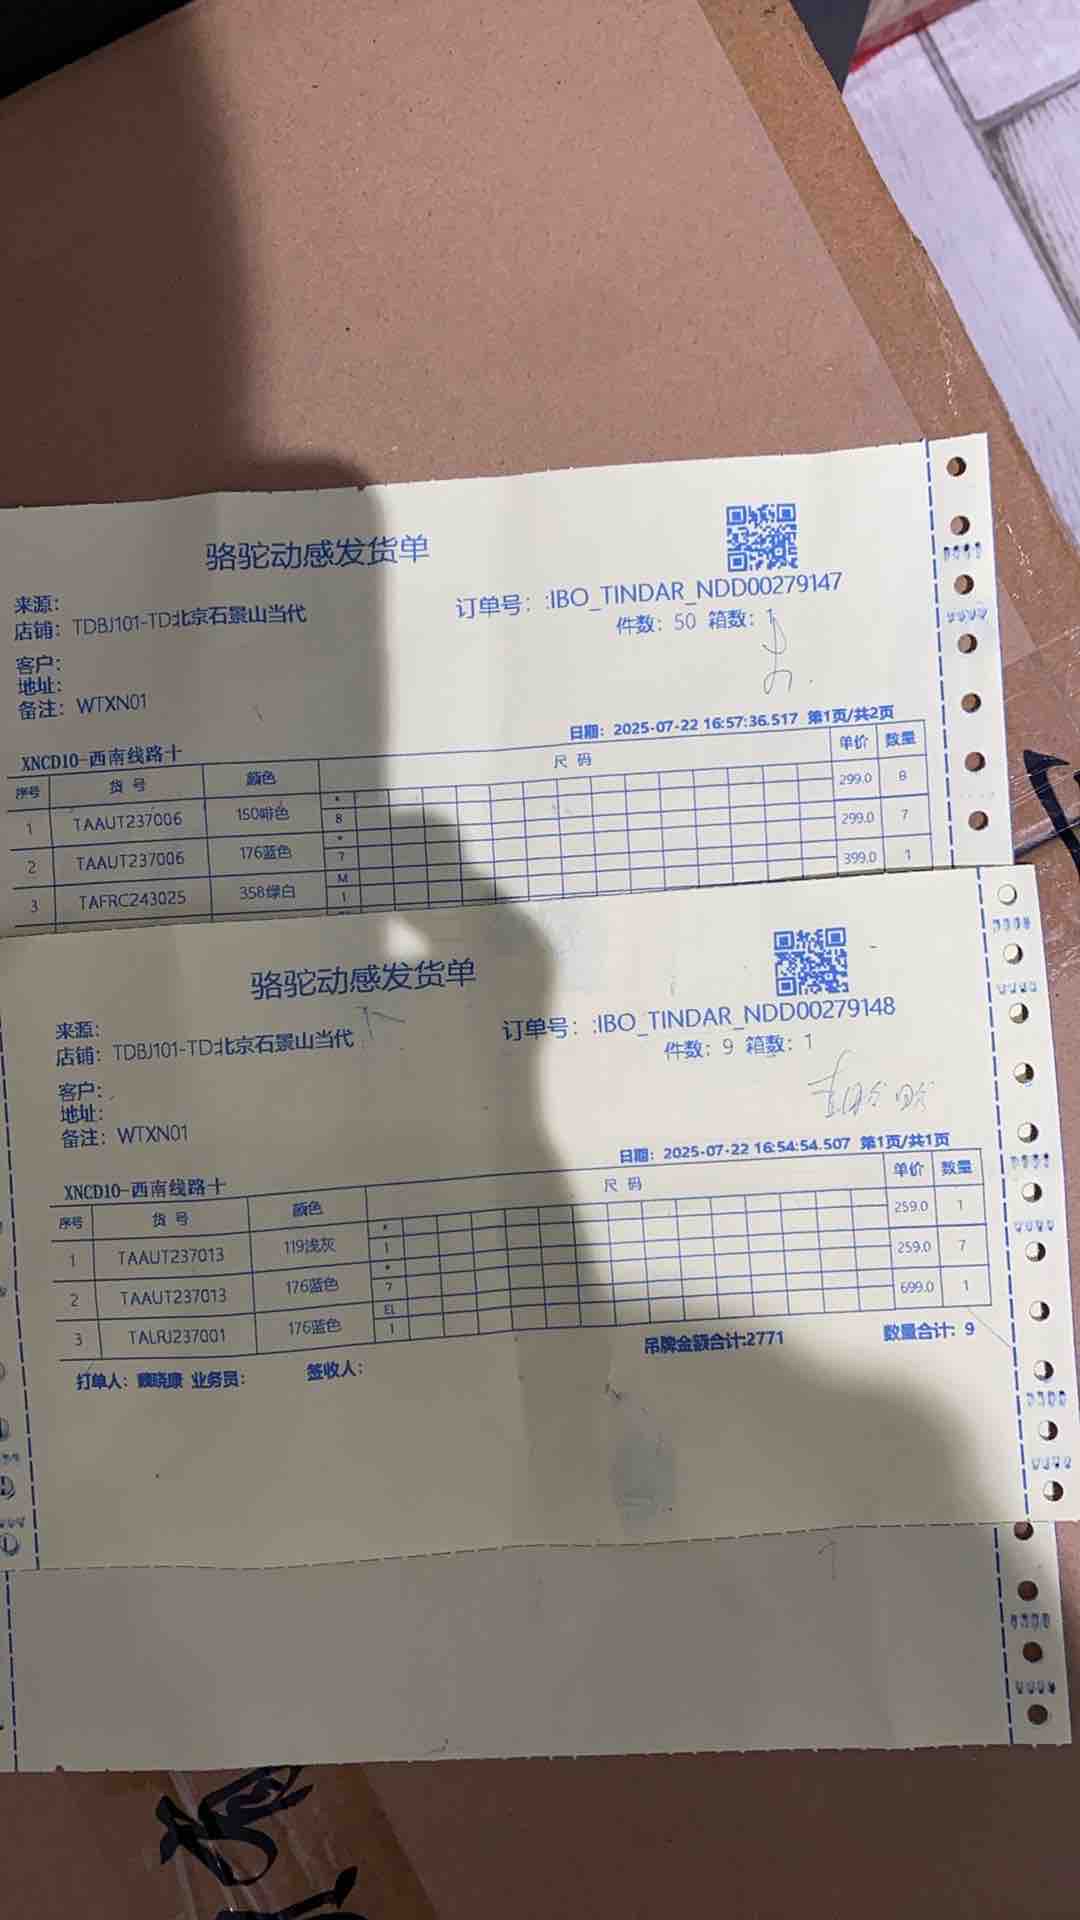 骆驼动感发货单
来源：
店铺：TDBJ101-TD北京石景山当代
订单号：:IBO_TINDAR_NDD00279147
件数：50 箱数：1
客户：
地址：
备注：WTXN01
日期：2025-07-22 16:57:36.517 第1页/共2页
XNCD10-西南线路十
序号 货号 颜色 尺码 单价 数量
1 TAAUT237006 150啡色 * 8 299.0 8
2 TAAUT237006 176蓝色 * 7 299.0 7
3 TAFRC243025 358绿白 M 1 399.0 1
骆驼动感发货单
来源：
店铺：TDBJ101-TD北京石景山当代
订单号：:IBO_TINDAR_NDD00279148
件数：9 箱数：1
客户：
地址：
备注：WTXN01
日期：2025-07-22 16:54:54.507 第1页/共1页
XNCD10-西南线路十
序号 货号 颜色 尺码 单价 数量
1 TAAUT237013 119浅灰 * 1 259.0 1
2 TAAUT237013 176蓝色 * 7 259.0 7
3 TALRJ237001 176蓝色 EL 1 699.0 1
吊牌金额合计:2771 数量合计：9
打单人：顾晓康 业务员： 签收人：